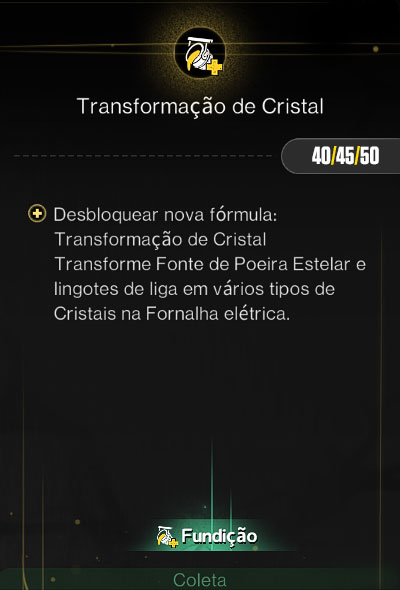 Transformação de Cristal
40/45/50
Desbloquear nova fórmula:
Transformação de Cristal
Transforme Fonte de Poeira Estelar e
lingotes de liga em vários tipos de
Cristais na Fornalha elétrica.
Fundição
Coleta